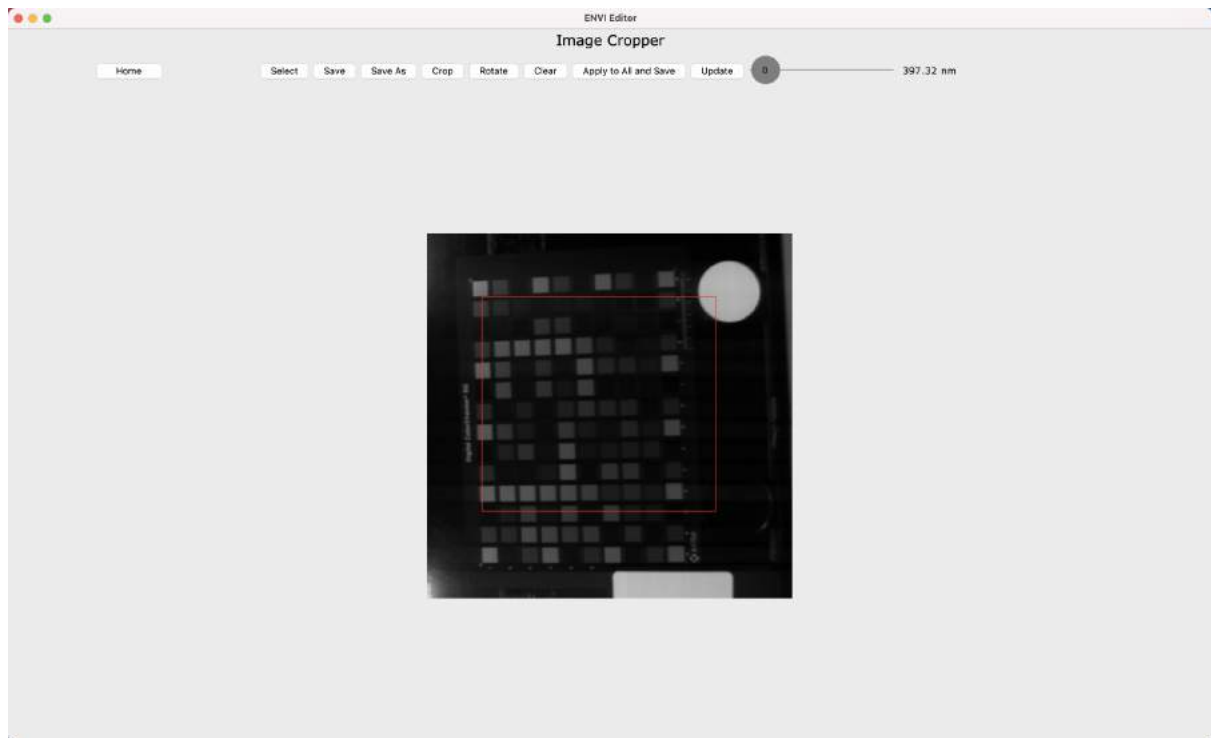 ENVI Editor
Image Cropper
Home Select Save Save As Crop Rotate Clear Apply to All and Save Update 0 397.32 nm